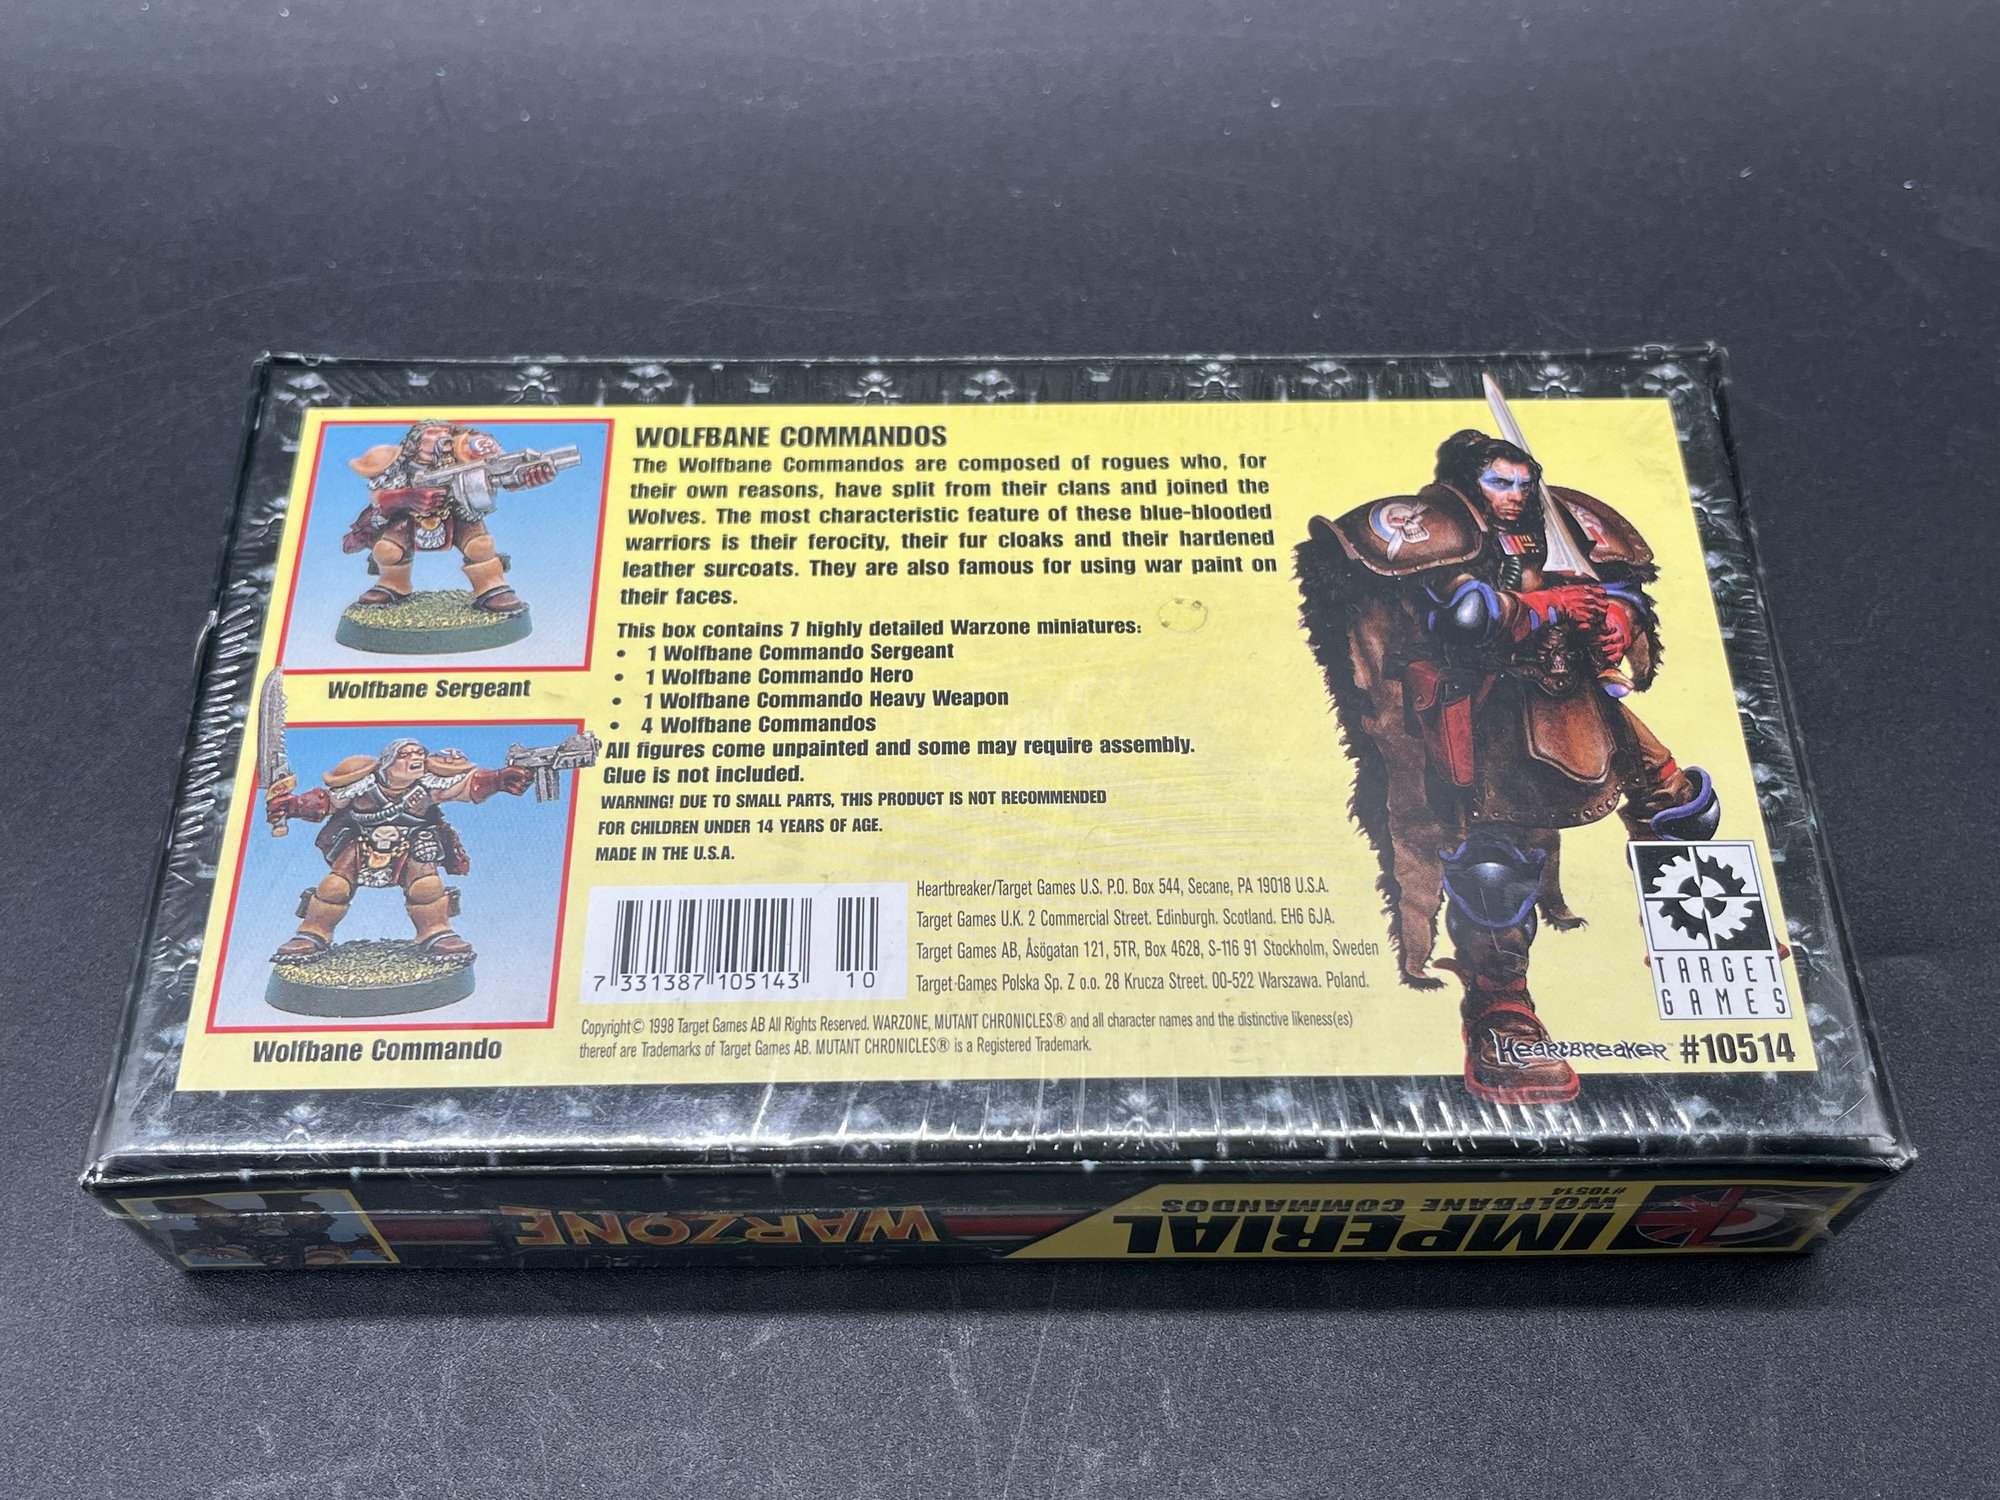 WOLFBANE COMMANDOS
The Wolfbane Commandos are composed of rogues who, for
their own reasons, have split from their clans and joined the
Wolves. The most characteristic feature of these blue-blooded
warriors is their ferocity, their fur cloaks and their hardened
leather surcoats. They are also famous for using war paint on
their faces.
This box contains 7 highly detailed Warzone miniatures:
• 1 Wolfbane Commando Sergeant
• 1 Wolfbane Commando Hero
• 1 Wolfbane Commando Heavy Weapon
• 4 Wolfbane Commandos
All figures come unpainted and some may require assembly.
Glue is not included.
WARNING! DUE TO SMALL PARTS, THIS PRODUCT IS NOT RECOMMENDED
FOR CHILDREN UNDER 14 YEARS OF AGE.
MADE IN THE U.S.A.
Wolfbane Sergeant
Wolfbane Commando
7 331387 105143 10
Heartbreaker/Target Games U.S. P.O. Box 544, Secane, PA 19018 U.S.A.
Target Games U.K. 2 Commercial Street. Edinburgh. Scotland. EH6 6JA.
Target Games AB, Åsögatan 121, 5TR, Box 4628, S-116 91 Stockholm, Sweden
Target Games Polska Sp. Z o.o. 28 Krucza Street. 00-522 Warszawa. Poland.
Copyright© 1998 Target Games AB All Rights Reserved. WARZONE, MUTANT CHRONICLES® and all character names and the distinctive likeness(es)
thereof are Trademarks of Target Games AB. MUTANT CHRONICLES® is a Registered Trademark.
TARGET
GAMES
HEARTBREAKER™ #10514
WARZONE
IMPERIAL
WOLFBANE COMMANDOS
#10514